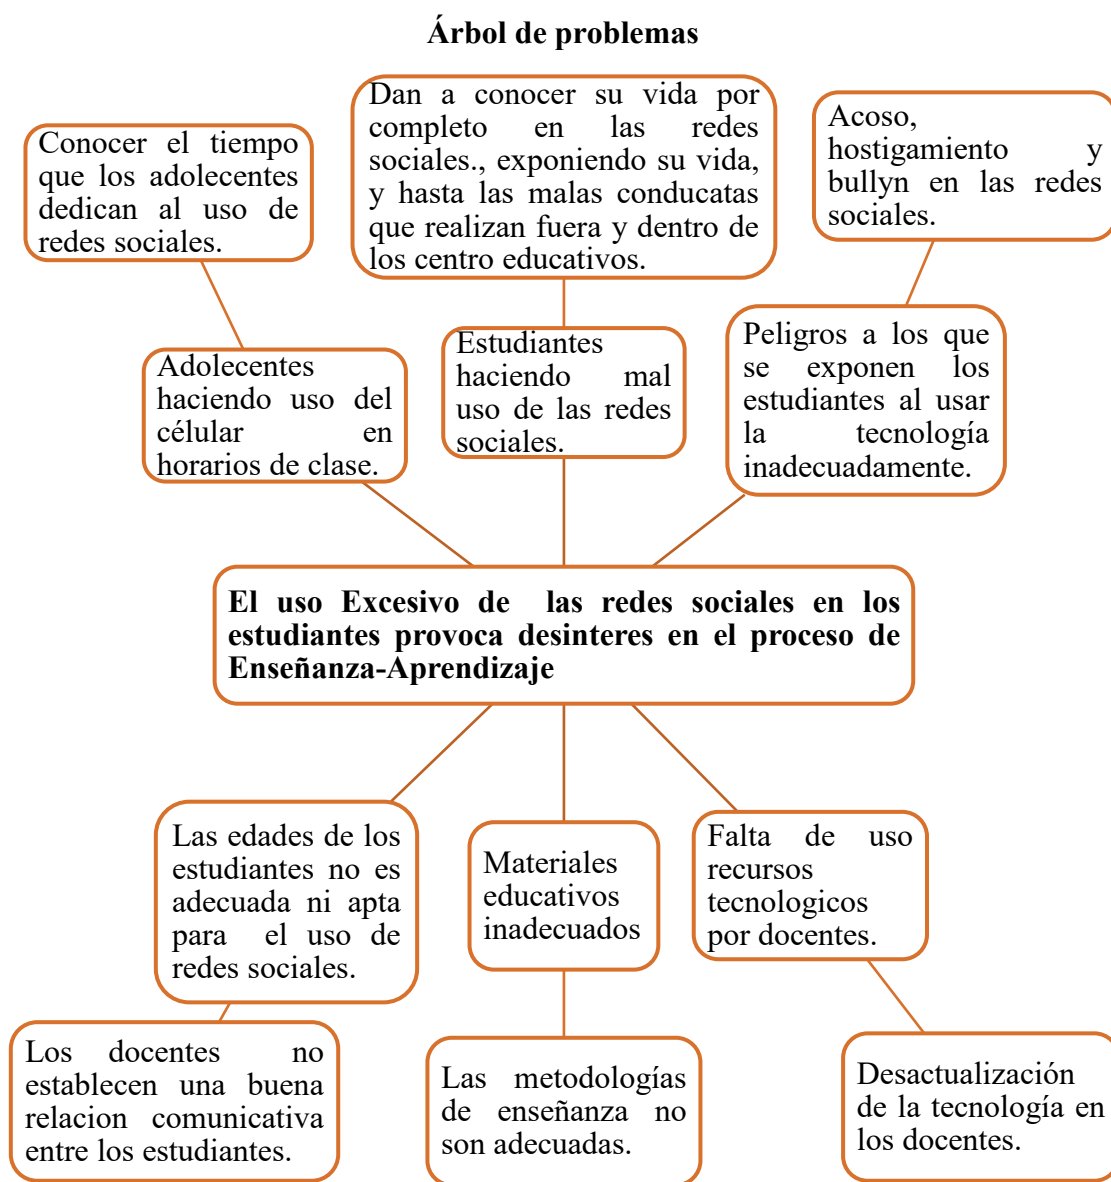 Árbol de problemas
Conocer el tiempo
que los adolecentes
dedican al uso de
redes sociales.
Dan a conocer su vida por
completo en las redes
sociales., exponiendo su vida,
y hasta las malas conducatas
que realizan fuera y dentro de
los centro educativos.
Acoso,
hostigamiento y
bullyn en las redes
sociales.
Adolecentes
haciendo uso del
célular en
horarios de clase.
Estudiantes
haciendo mal
uso de las redes
sociales.
Peligros a los que
se exponen los
estudiantes al usar
la tecnología
inadecuadamente.
El uso Excesivo de las redes sociales en los
estudiantes provoca desinteres en el proceso de
Enseñanza-Aprendizaje
Las edades de los
estudiantes no es
adecuada ni apta
para el uso de
redes sociales.
Materiales
educativos
inadecuados
Falta de uso
recursos
tecnologicos
por docentes.
Los docentes no
establecen una buena
relacion comunicativa
entre los estudiantes.
Las metodologías
de enseñanza no
son adecuadas.
Desactualización
de la tecnología en
los docentes.